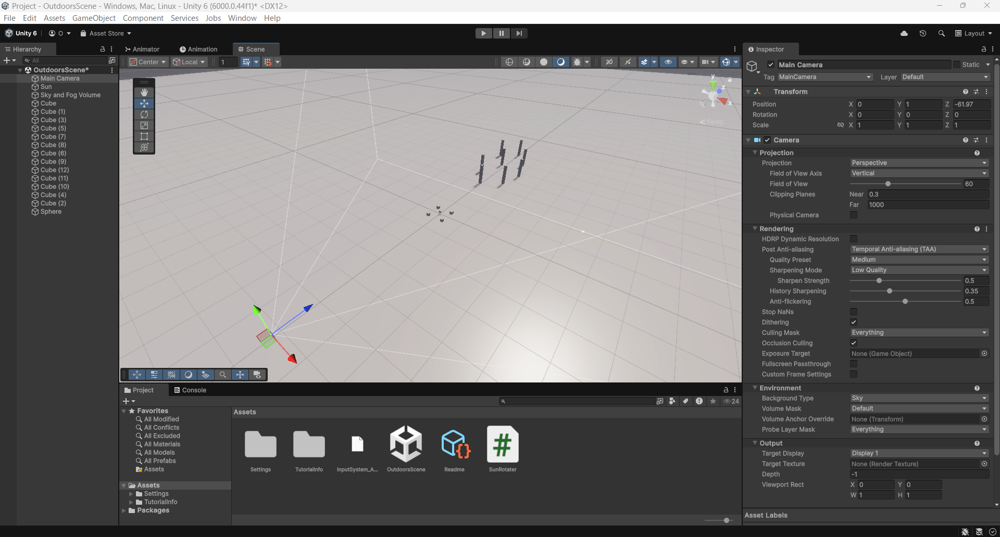 Project - OutdoorsScene - Windows, Mac, Linux - Unity 6 (6000.0.44f1)* <DX12>
File Edit Assets GameObject Component Services Jobs Window Help
Unity 6 O Asset Store Layout
Hierarchy
All
OutdoorsScene*
Main Camera
Sun
Sky and Fog Volume
Cube
Cube (1)
Cube (3)
Cube (5)
Cube (7)
Cube (8)
Cube (6)
Cube (9)
Cube (12)
Cube (11)
Cube (10)
Cube (4)
Cube (2)
Sphere
Animator Animation Scene
Center Local 1 2D
y
z
x
Persp
Project Console
24
Favorites
All Modified
All Conflicts
All Excluded
All Materials
All Models
All Prefabs
Assets
Assets
Settings
TutorialInfo
Packages
Assets
Settings TutorialInfo InputSystem_A... OutdoorsScene Readme SunRotater
Inspector
Main Camera Static
Tag MainCamera Layer Default
Transform
Position X 0 Y 1 Z -61.97
Rotation X 0 Y 0 Z 0
Scale X 1 Y 1 Z 1
Camera
Projection
Projection Perspective
Field of View Axis Vertical
Field of View 60
Clipping Planes Near 0.3
Far 1000
Physical Camera
Rendering
HDRP Dynamic Resolution
Post Anti-aliasing Temporal Anti-aliasing (TAA)
Quality Preset Medium
Sharpening Mode Low Quality
Sharpen Strength 0.5
History Sharpening 0.35
Anti-flickering 0.5
Stop NaNs
Dithering
Culling Mask Everything
Occlusion Culling
Exposure Target None (Game Object)
Fullscreen Passthrough
Custom Frame Settings
Environment
Background Type Sky
Volume Mask Default
Volume Anchor Override None (Transform)
Probe Layer Mask Everything
Output
Target Display Display 1
Target Texture None (Render Texture)
Depth -1
Viewport Rect X 0 Y 0
W 1 H 1
Asset Labels